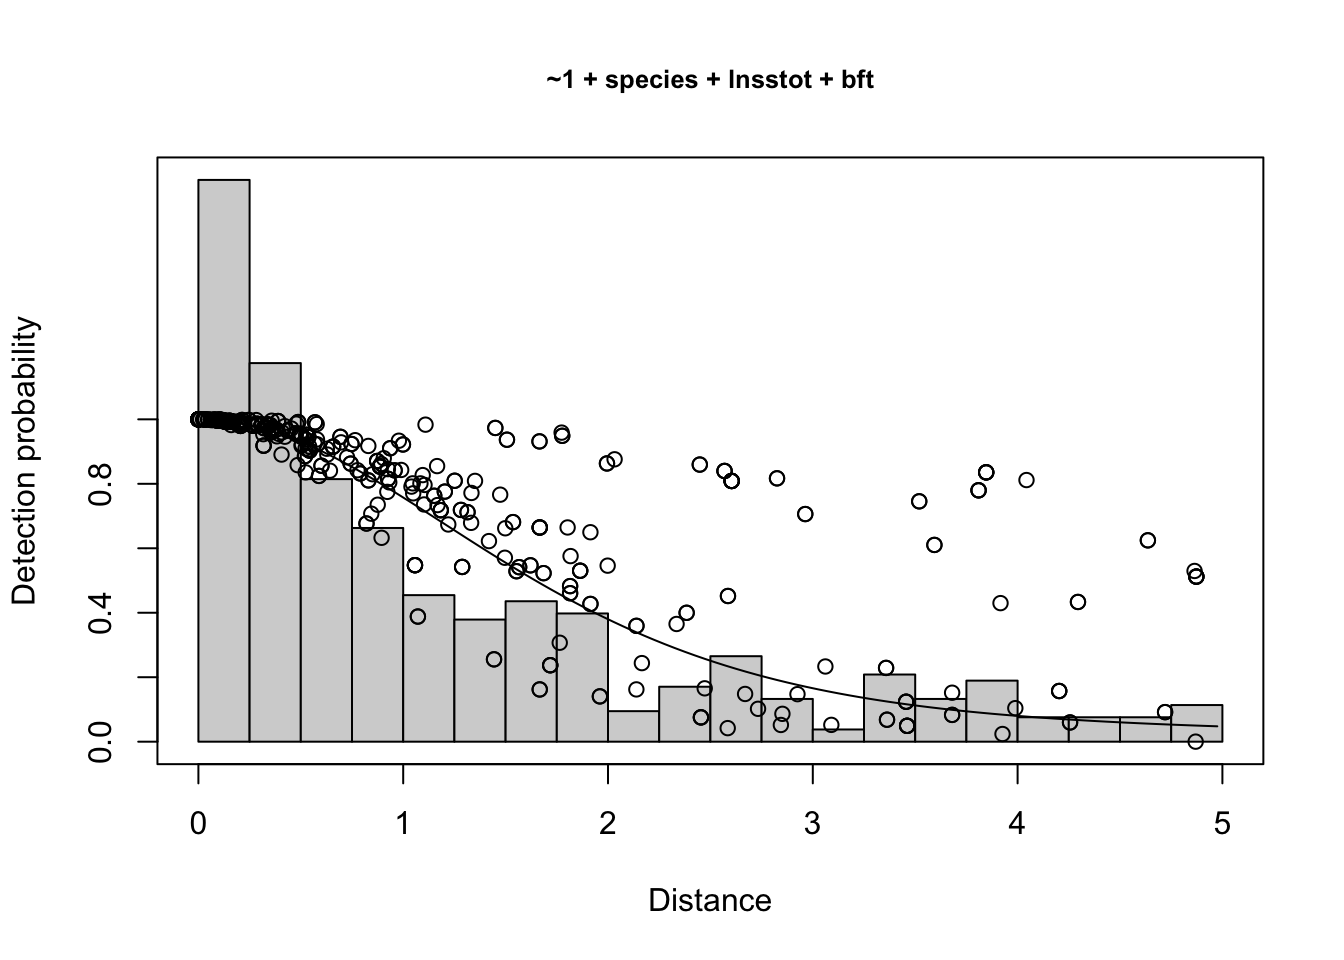 ~1 + species + lnsstot + bft
Detection probability
0.8
0.4
0.0
0 1 2 3 4 5
Distance